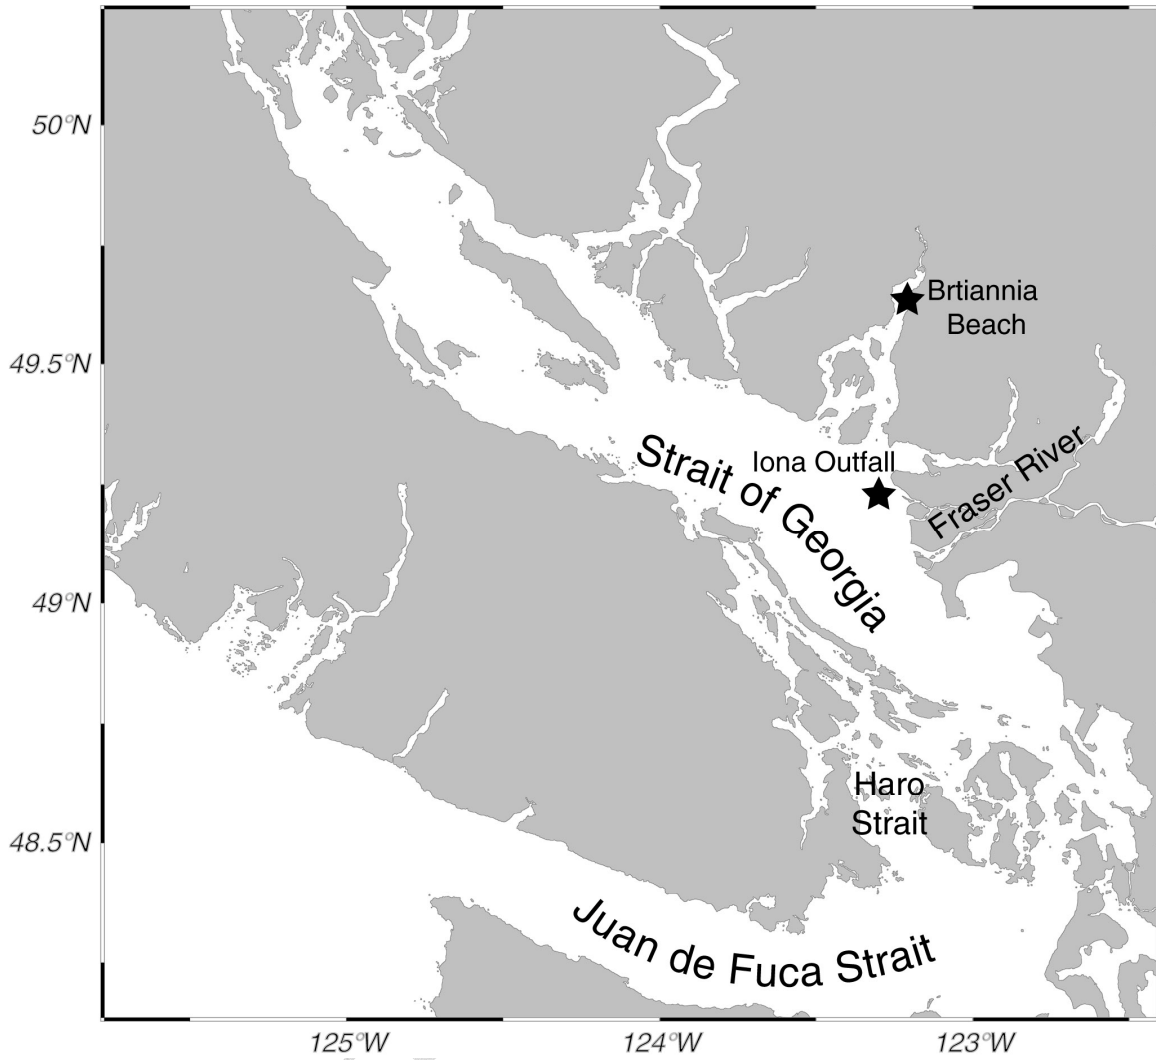 50°N
Brtiannia
Beach
49.5°N
Strait of Georgia
Iona Outfall
Fraser River
49°N
Haro
Strait
48.5°N
Juan de Fuca Strait
125°W
124°W
123°W